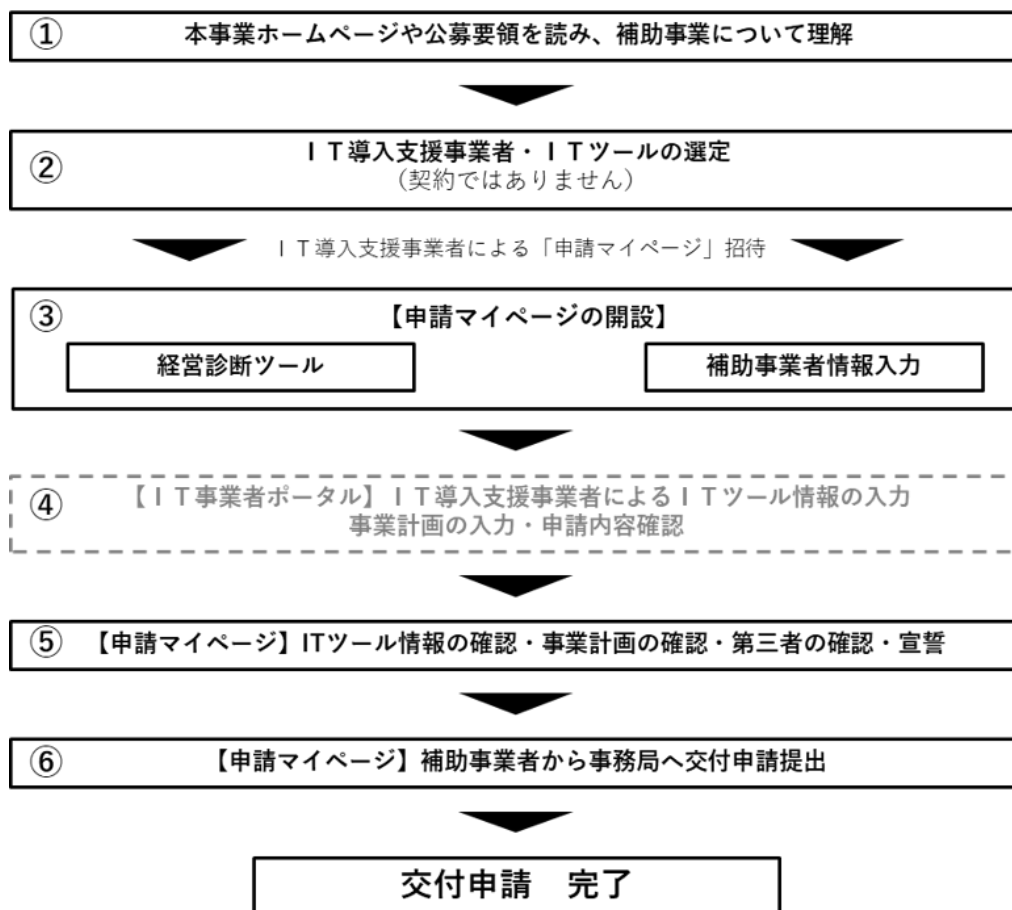 ① 本事業ホームページや公募要領を読み、補助事業について理解
② ＩＴ導入支援事業者・ＩＴツールの選定
（契約ではありません）
ＩＴ導入支援事業者による「申請マイページ」招待
③ 【申請マイページの開設】
経営診断ツール 補助事業者情報入力
④ 【ＩＴ事業者ポータル】ＩＴ導入支援事業者によるＩＴツール情報の入力
事業計画の入力・申請内容確認
⑤ 【申請マイページ】ITツール情報の確認・事業計画の確認・第三者の確認・宣誓
⑥ 【申請マイページ】補助事業者から事務局へ交付申請提出
交付申請　完了